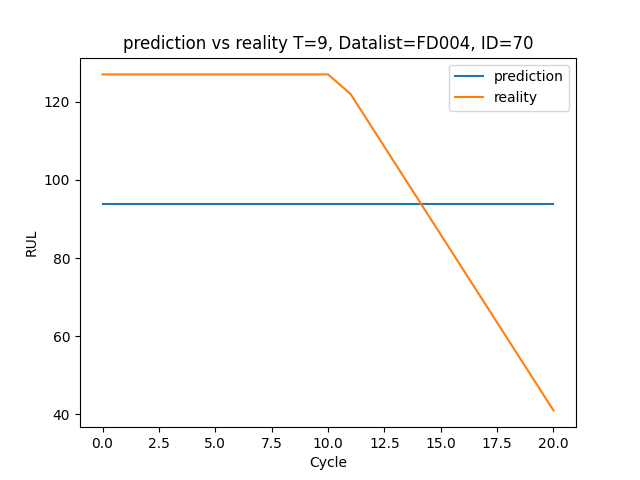 prediction vs reality T=9, Datalist=FD004, ID=70
prediction
reality
120
100
80
60
40
RUL
0.0 2.5 5.0 7.5 10.0 12.5 15.0 17.5 20.0
Cycle